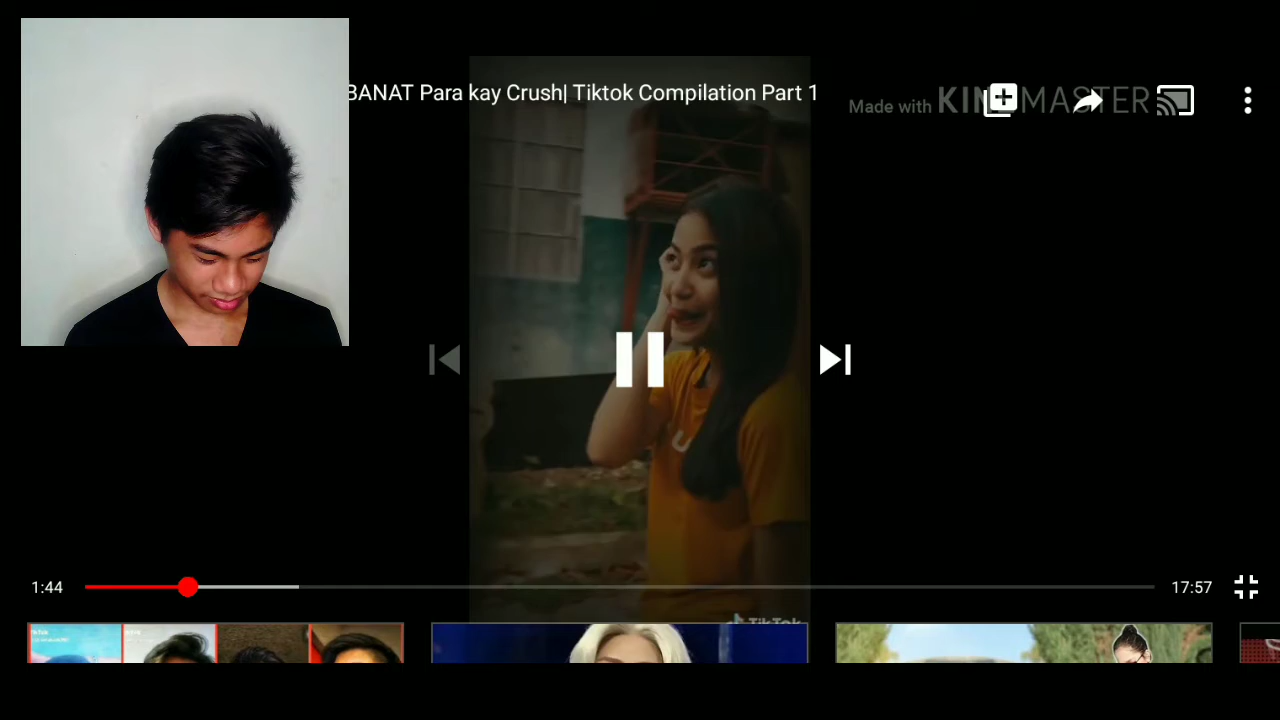 BANAT Para kay Crush| Tiktok Compilation Part 1
Made with KINEMASTER
1:44
17:57
TikTok